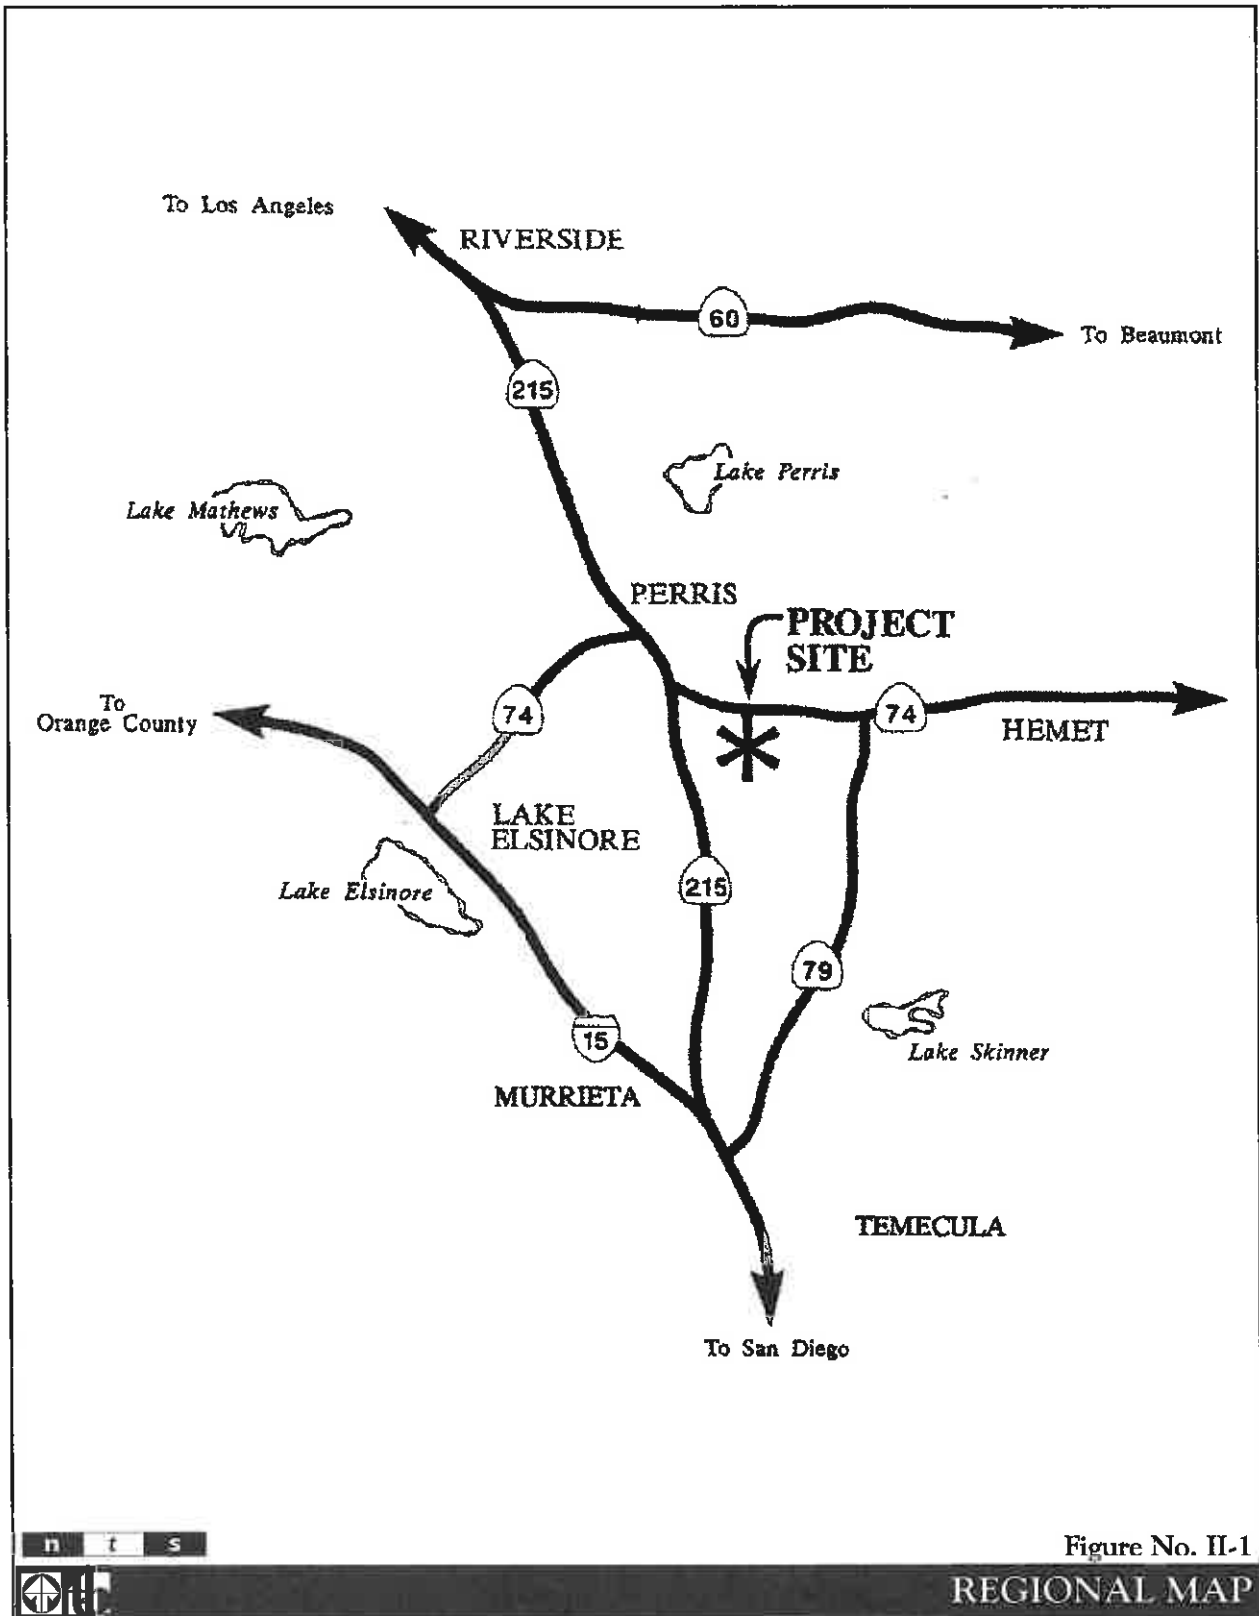 To Los Angeles
RIVERSIDE
60
To Beaumont
215
Lake Perris
Lake Mathews
PERRIS
PROJECT
SITE
To
Orange County
74
74
HEMET
LAKE
ELSINORE
Lake Elsinore
215
79
15
Lake Skinner
MURRIETA
TEMECULA
To San Diego
n t s
Figure No. II-1
REGIONAL MAP